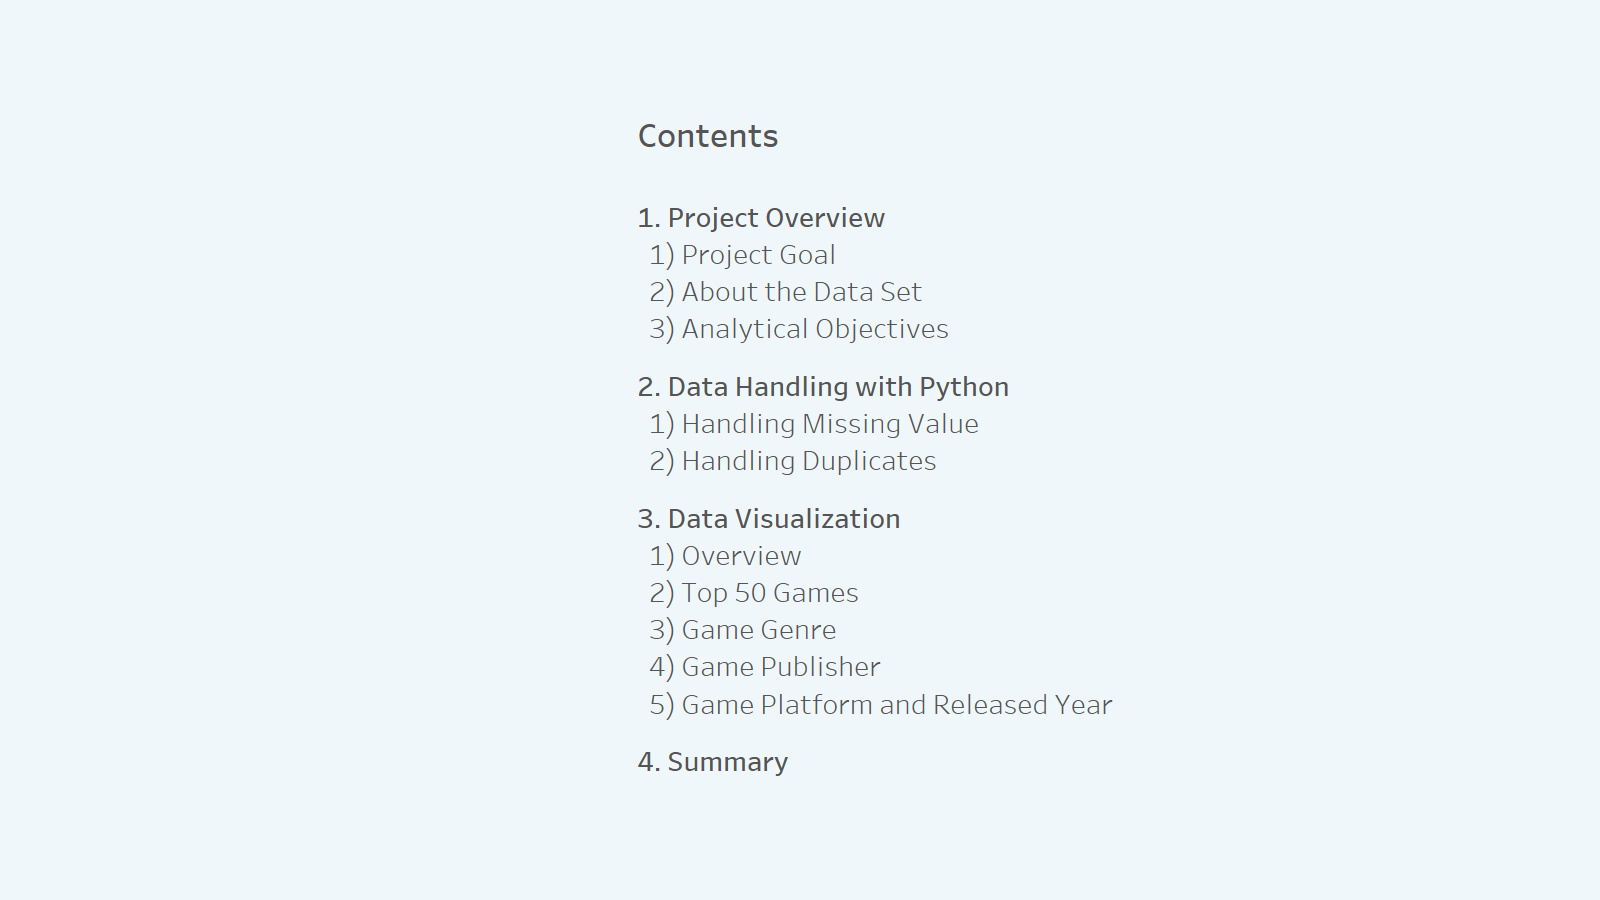 Contents
1. Project Overview
1) Project Goal
2) About the Data Set
3) Analytical Objectives
2. Data Handling with Python
1) Handling Missing Value
2) Handling Duplicates
3. Data Visualization
1) Overview
2) Top 50 Games
3) Game Genre
4) Game Publisher
5) Game Platform and Released Year
4. Summary